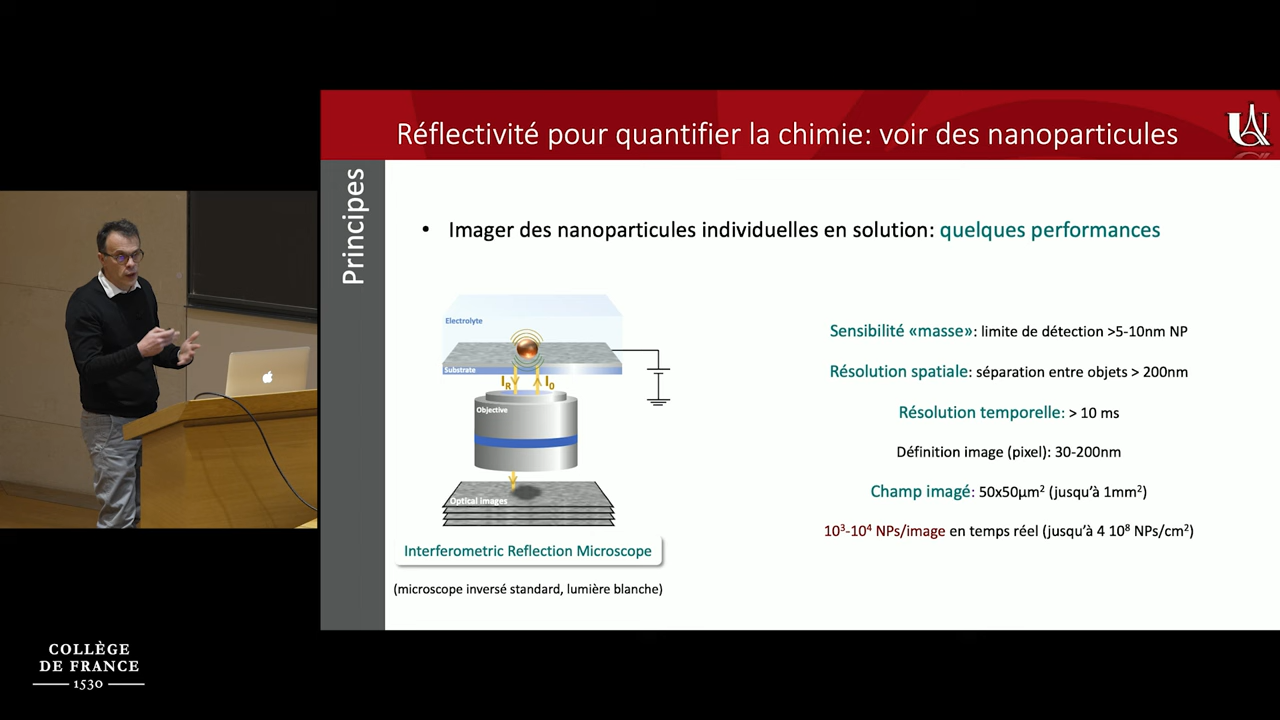 Réflectivité pour quantifier la chimie: voir des nanoparticules
Principes
• Imager des nanoparticules individuelles en solution: quelques performances
Electrolyte
Substrate
I_R I_0
Objective
Optical images
Interferometric Reflection Microscope
(microscope inversé standard, lumière blanche)
Sensibilité «masse»: limite de détection >5-10nm NP
Résolution spatiale: séparation entre objets > 200nm
Résolution temporelle: > 10 ms
Définition image (pixel): 30-200nm
Champ imagé: 50x50µm² (jusqu’à 1mm²)
10³-10⁴ NPs/image en temps réel (jusqu’à 4 10⁸ NPs/cm²)
COLLÈGE
DE FRANCE
1530